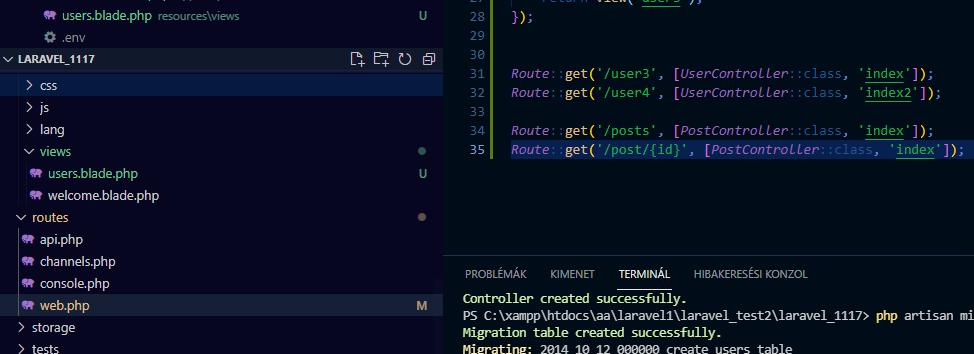 users.blade.php resources\views U
.env
LARAVEL_1117
css
js
lang
views
users.blade.php U
welcome.blade.php
routes
api.php
channels.php
console.php
web.php M
storage
tests
27 return view('users');
28 });
29
30
31 Route::get('/user3', [UserController::class, 'index']);
32 Route::get('/user4', [UserController::class, 'index2']);
33
34 Route::get('/posts', [PostController::class, 'index']);
35 Route::get('/post/{id}', [PostController::class, 'index']);
PROBLÉMÁK KIMENET TERMINÁL HIBAKERESÉSI KONZOL
Controller created successfully.
PS C:\xampp\htdocs\aa\laravel1\laravel_test2\laravel_1117> php artisan mi
Migration table created successfully.
Migrating: 2014_10_12_000000_create_users_table